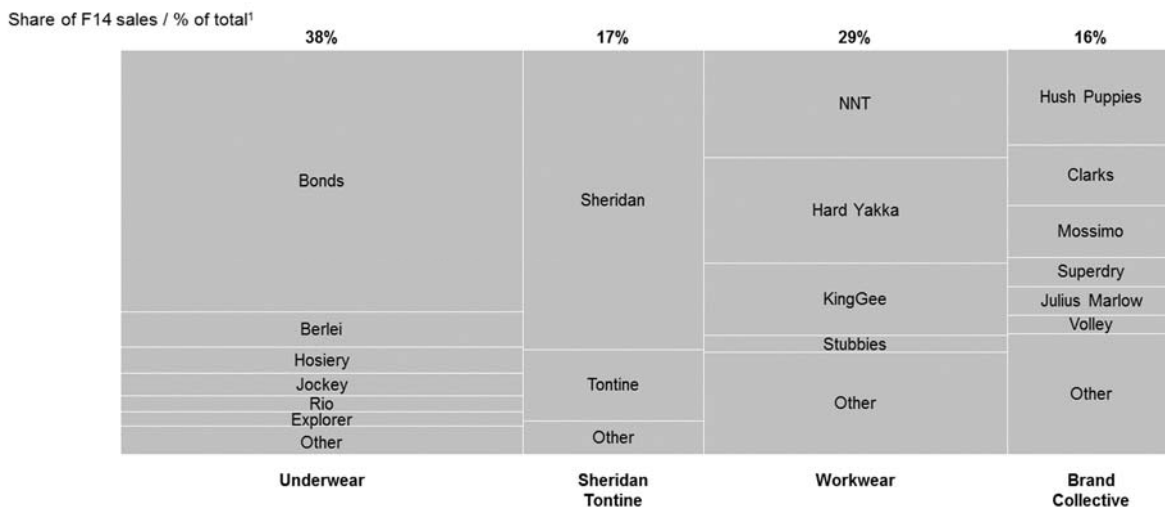 Share of F14 sales / % of total¹
38% 17% 29% 16%
Bonds
Berlei
Hosiery
Jockey
Rio
Explorer
Other
Sheridan
Tontine
Other
NNT
Hard Yakka
KingGee
Stubbies
Other
Hush Puppies
Clarks
Mossimo
Superdry
Julius Marlow
Volley
Other
Underwear
Sheridan
Tontine
Workwear
Brand
Collective